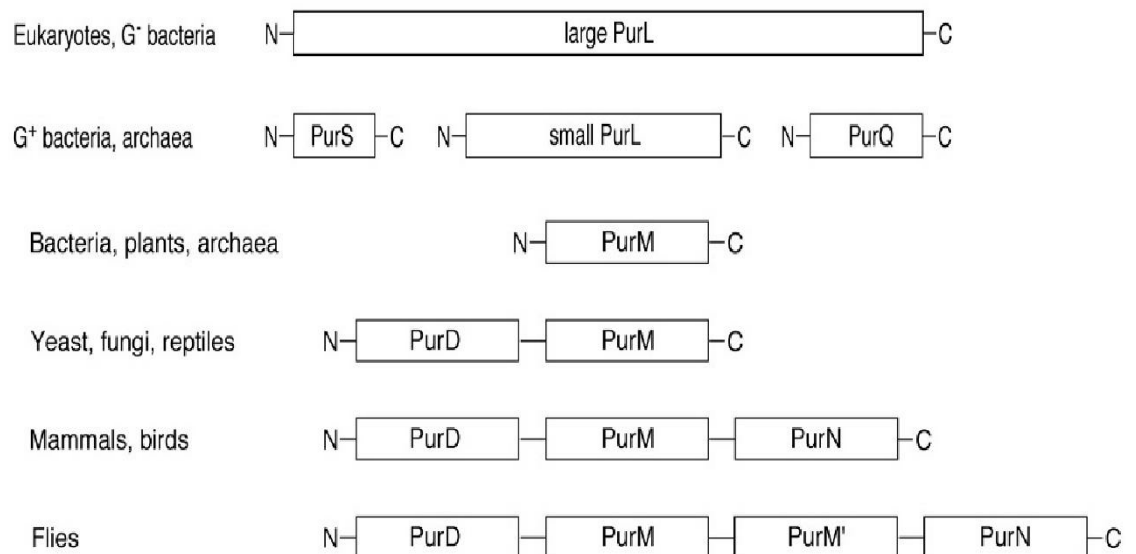 Eukaryotes, G⁻ bacteria N large PurL C
G⁺ bacteria, archaea N PurS C N small PurL C N PurQ C
Bacteria, plants, archaea N PurM C
Yeast, fungi, reptiles N PurD PurM C
Mammals, birds N PurD PurM PurN C
Flies N PurD PurM PurM' PurN C